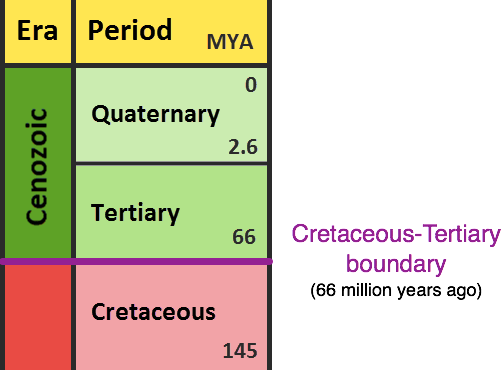 Era Period MYA
Cenozoic
0
Quaternary
2.6
Tertiary
66
Cretaceous-Tertiary
boundary
(66 million years ago)
Cretaceous
145